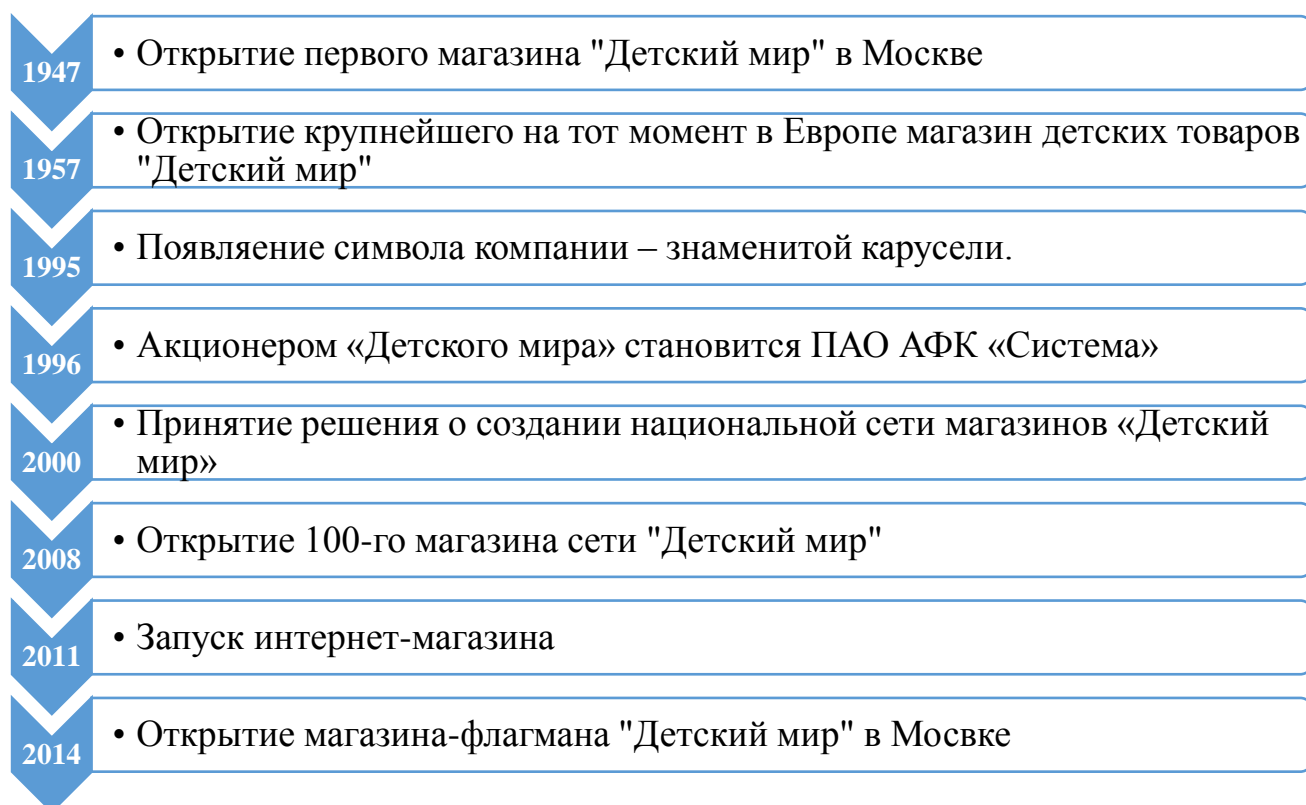 1947
• Открытие первого магазина "Детский мир" в Москве
1957
• Открытие крупнейшего на тот момент в Европе магазин детских товаров
"Детский мир"
1995
• Появляение символа компании – знаменитой карусели.
1996
• Акционером «Детского мира» становится ПАО АФК «Система»
2000
• Принятие решения о создании национальной сети магазинов «Детский
мир»
2008
• Открытие 100-го магазина сети "Детский мир"
2011
• Запуск интернет-магазина
2014
• Открытие магазина-флагмана "Детский мир" в Мосвке